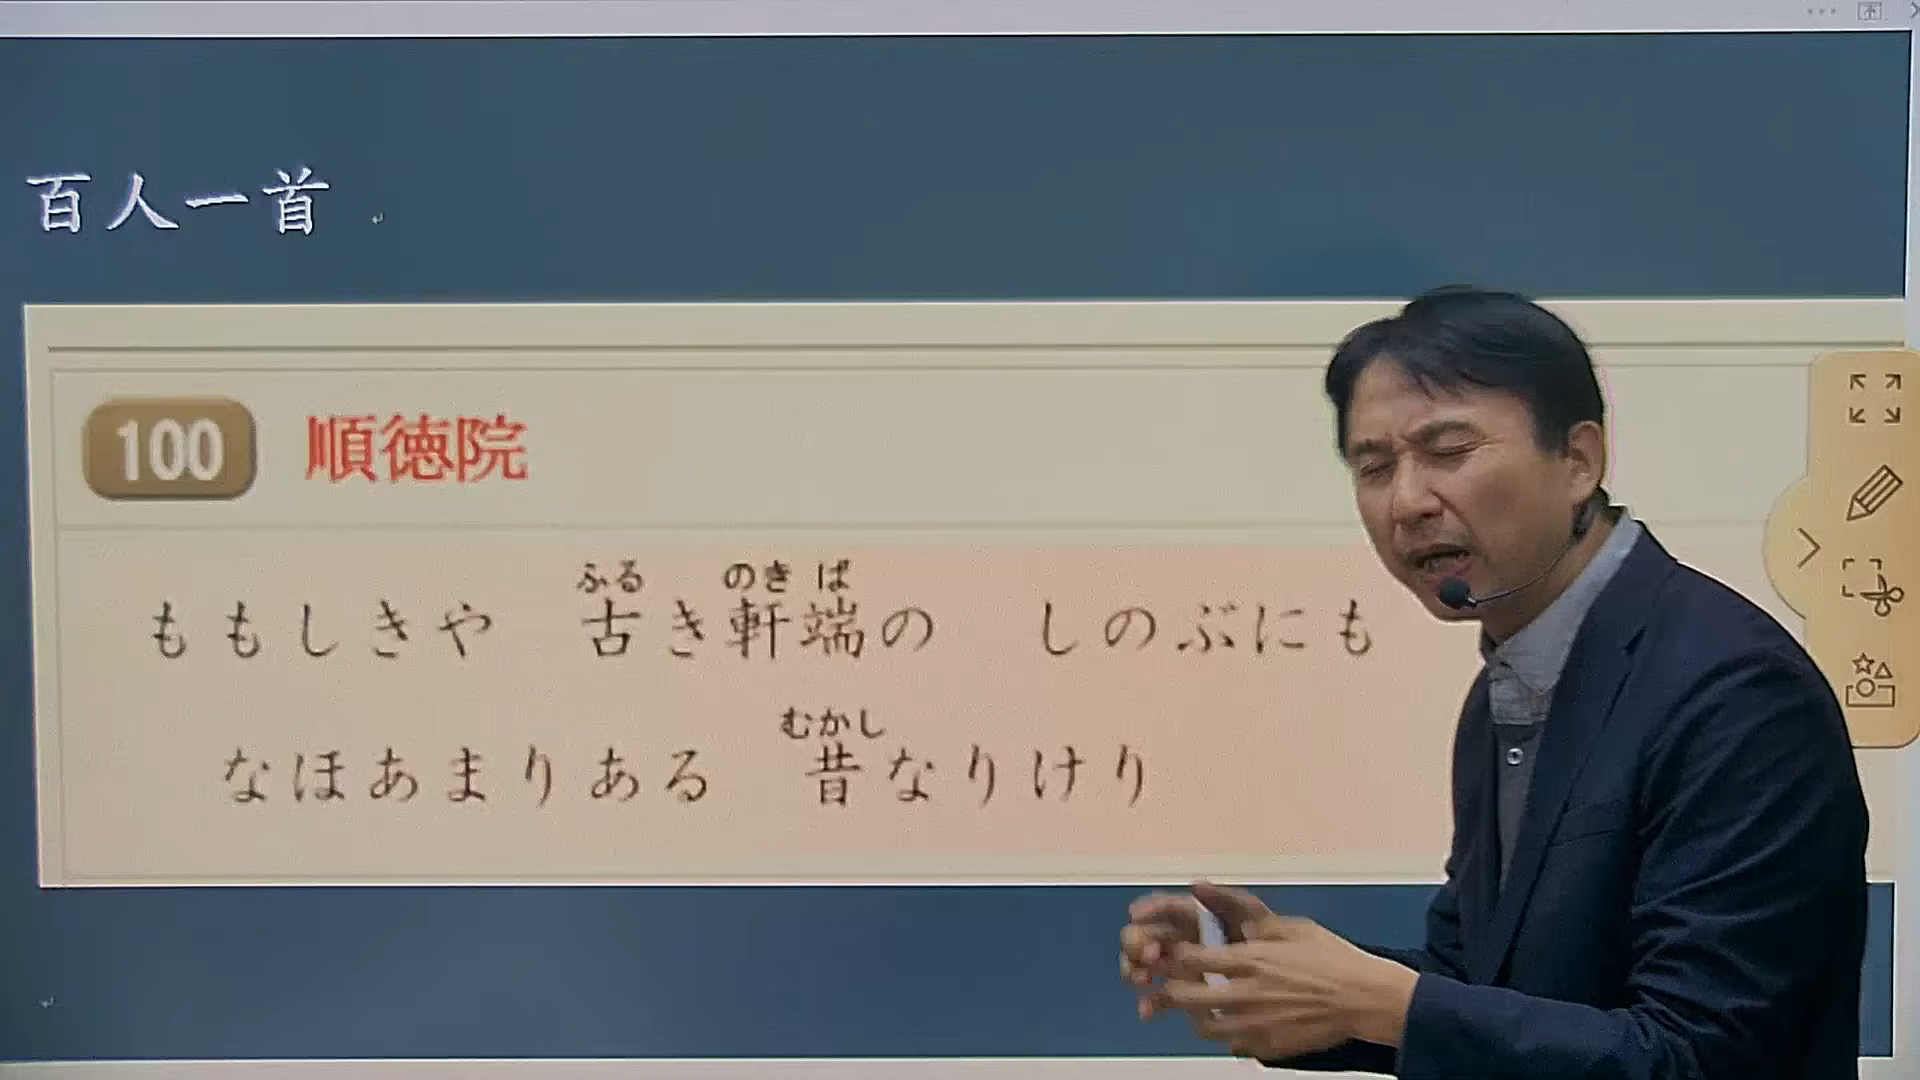 百人一首
100 順徳院
ふる のき ば
ももしきや 古き軒端の しのぶにも
むかし
なほあまりある 昔なりけり